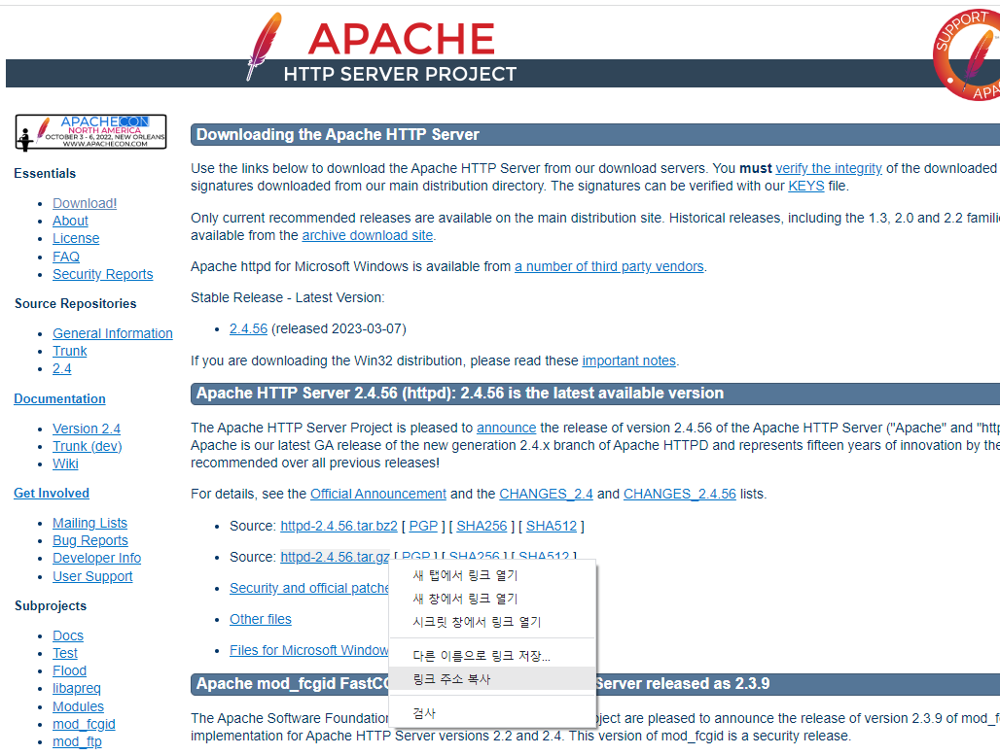 APACHE
HTTP SERVER PROJECT
SUPPORT
APACHECON
NORTH AMERICA
OCTOBER 3 - 6, 2022, NEW ORLEANS
WWW.APACHECON.COM
Essentials
Download!
About
License
FAQ
Security Reports
Source Repositories
General Information
Trunk
2.4
Documentation
Version 2.4
Trunk (dev)
Wiki
Get Involved
Mailing Lists
Bug Reports
Developer Info
User Support
Subprojects
Docs
Test
Flood
libapreq
Modules
mod_fcgid
mod_ftp
Downloading the Apache HTTP Server
Use the links below to download the Apache HTTP Server from our download servers. You must verify the integrity of the downloaded
signatures downloaded from our main distribution directory. The signatures can be verified with our KEYS file.
Only current recommended releases are available on the main distribution site. Historical releases, including the 1.3, 2.0 and 2.2 famili
available from the archive download site.
Apache httpd for Microsoft Windows is available from a number of third party vendors.
Stable Release - Latest Version:
2.4.56 (released 2023-03-07)
If you are downloading the Win32 distribution, please read these important notes.
Apache HTTP Server 2.4.56 (httpd): 2.4.56 is the latest available version
The Apache HTTP Server Project is pleased to announce the release of version 2.4.56 of the Apache HTTP Server ("Apache" and "http
Apache is our latest GA release of the new generation 2.4.x branch of Apache HTTPD and represents fifteen years of innovation by the
recommended over all previous releases!
For details, see the Official Announcement and the CHANGES_2.4 and CHANGES_2.4.56 lists.
Source: httpd-2.4.56.tar.bz2 [ PGP ] [ SHA256 ] [ SHA512 ]
Source: httpd-2.4.56.tar.gz [ PGP ] [ SHA256 ] [ SHA512 ]
Security and official patche
Other files
Files for Microsoft Window
새 탭에서 링크 열기
새 창에서 링크 열기
시크릿 창에서 링크 열기
다른 이름으로 링크 저장...
링크 주소 복사
검사
Apache mod_fcgid FastCG Server released as 2.3.9
The Apache Software Foundation ject are pleased to announce the release of version 2.3.9 of mod_f
implementation for Apache HTTP Server versions 2.2 and 2.4. This version of mod_fcgid is a security release.